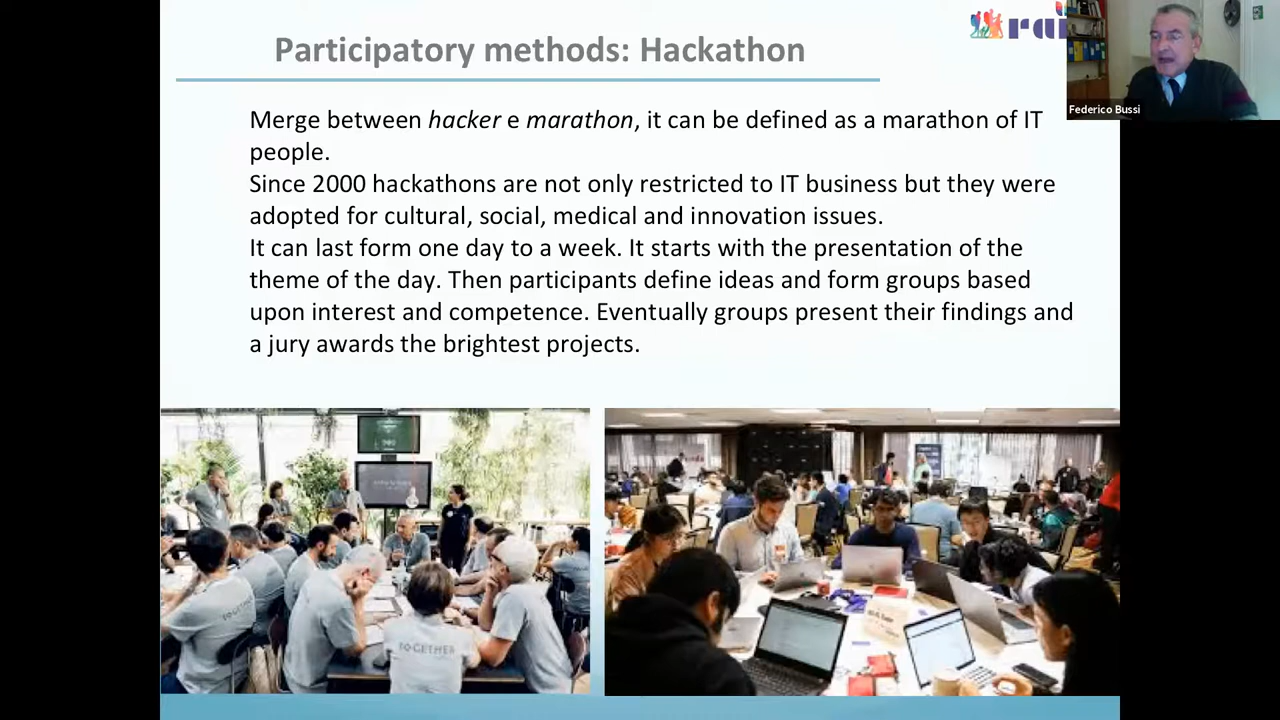 Participatory methods: Hackathon
rai
Federico Bussi
Merge between hacker e marathon, it can be defined as a marathon of IT
people.
Since 2000 hackathons are not only restricted to IT business but they were
adopted for cultural, social, medical and innovation issues.
It can last form one day to a week. It starts with the presentation of the
theme of the day. Then participants define ideas and form groups based
upon interest and competence. Eventually groups present their findings and
a jury awards the brightest projects.
TOGETHER
TOGETHER